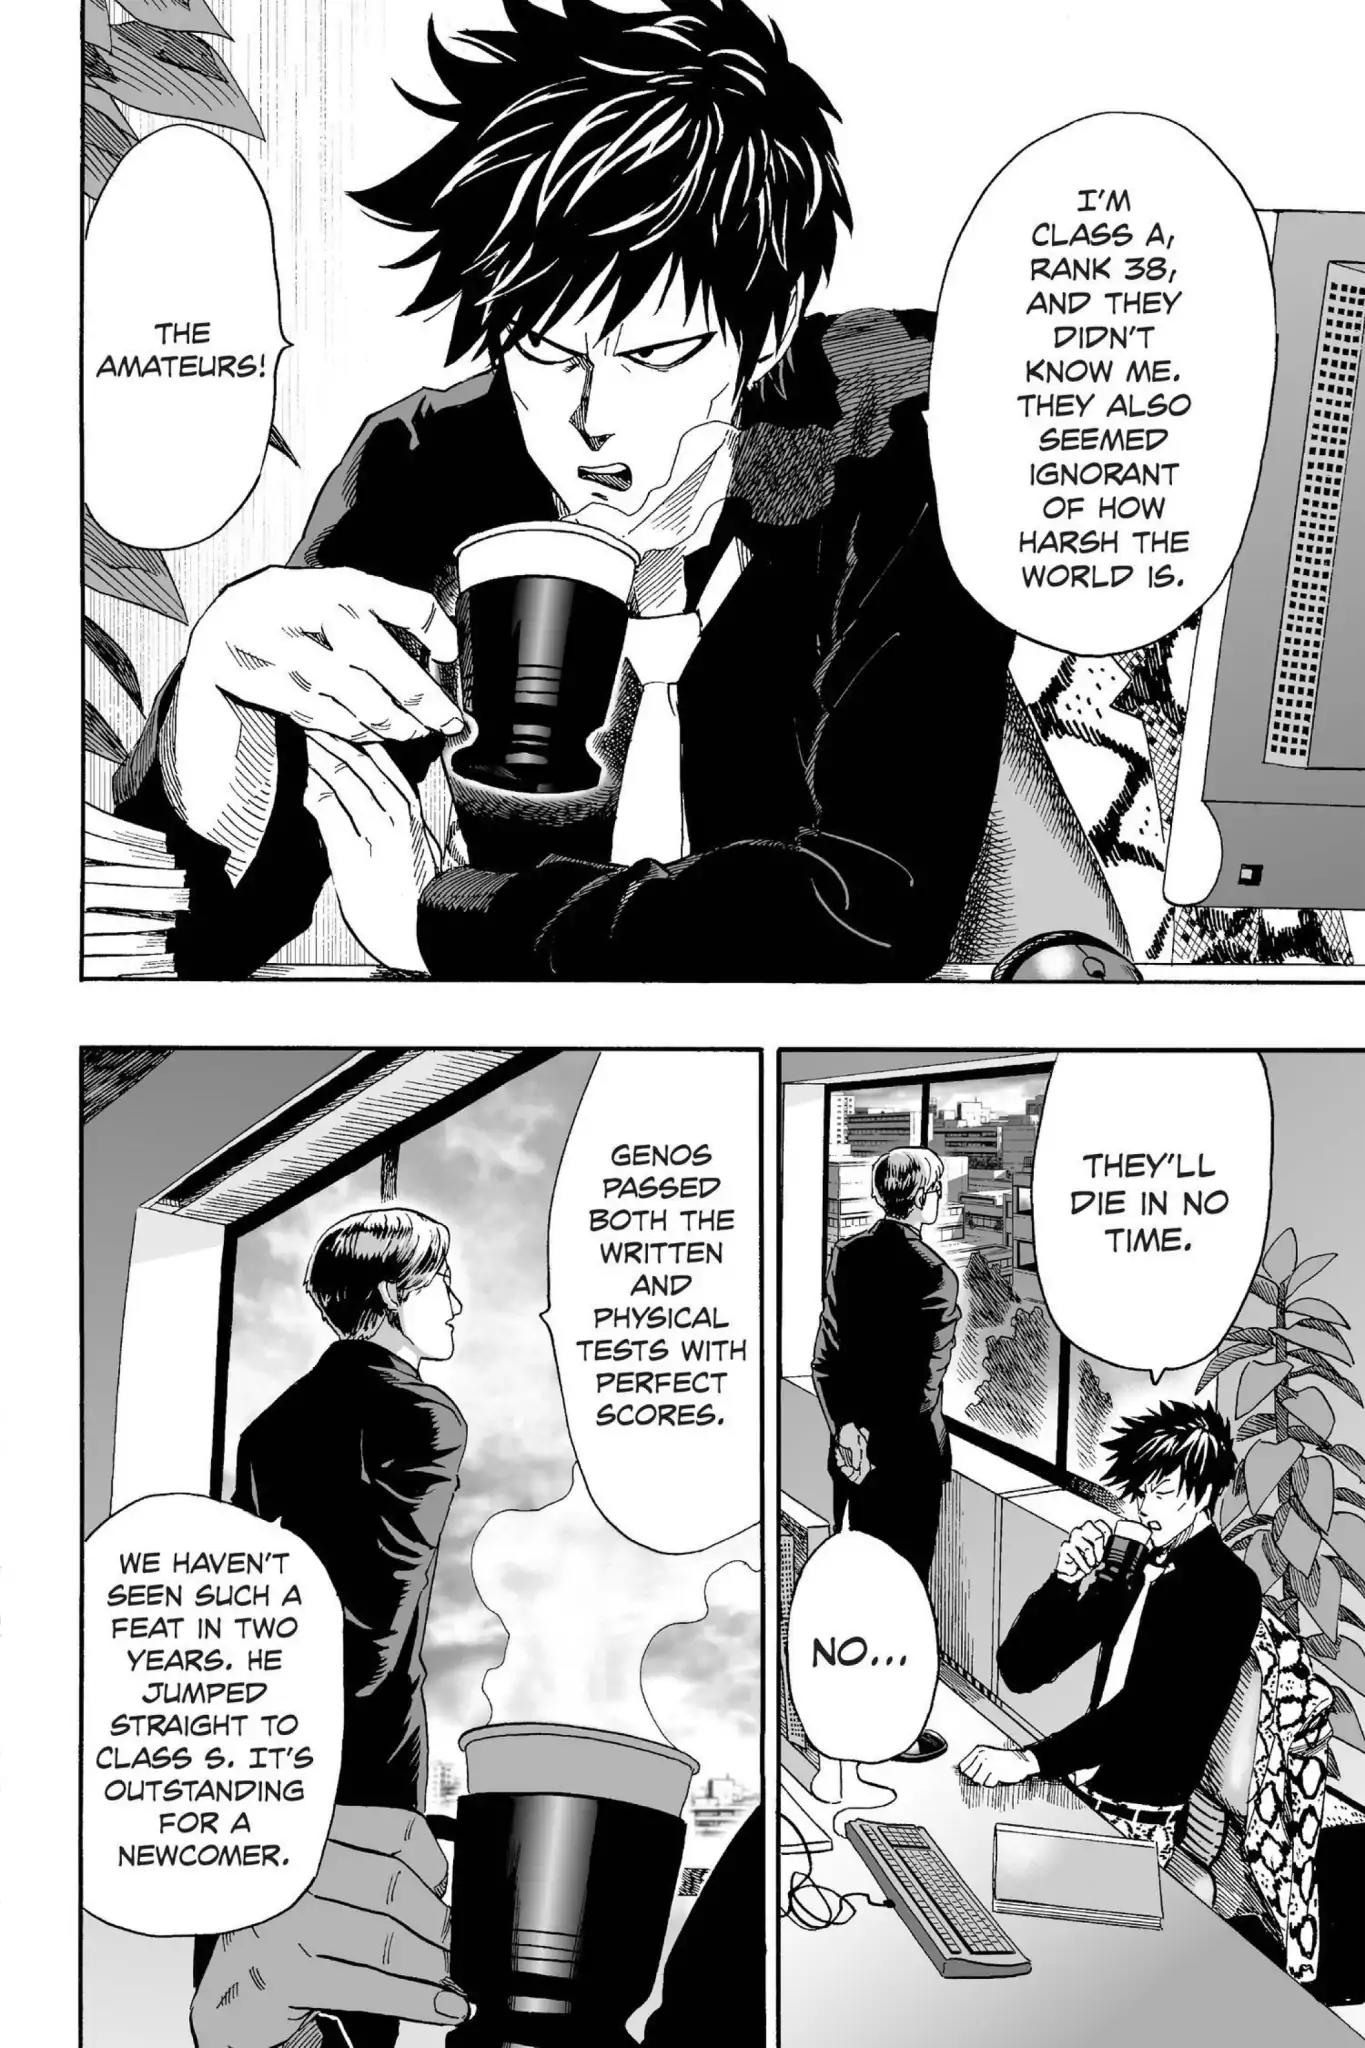 I'M
CLASS A,
RANK 38,
AND THEY
DIDN'T
KNOW ME.
THEY ALSO
SEEMED
IGNORANT
OF HOW
HARSH THE
WORLD IS.
THE
AMATEURS!
THEY'LL
DIE IN NO
TIME.
NO...
GENOS
PASSED
BOTH THE
WRITTEN
AND
PHYSICAL
TESTS WITH
PERFECT
SCORES.
WE HAVEN'T
SEEN SUCH A
FEAT IN TWO
YEARS. HE
JUMPED
STRAIGHT TO
CLASS S. IT'S
OUTSTANDING
FOR A
NEWCOMER.